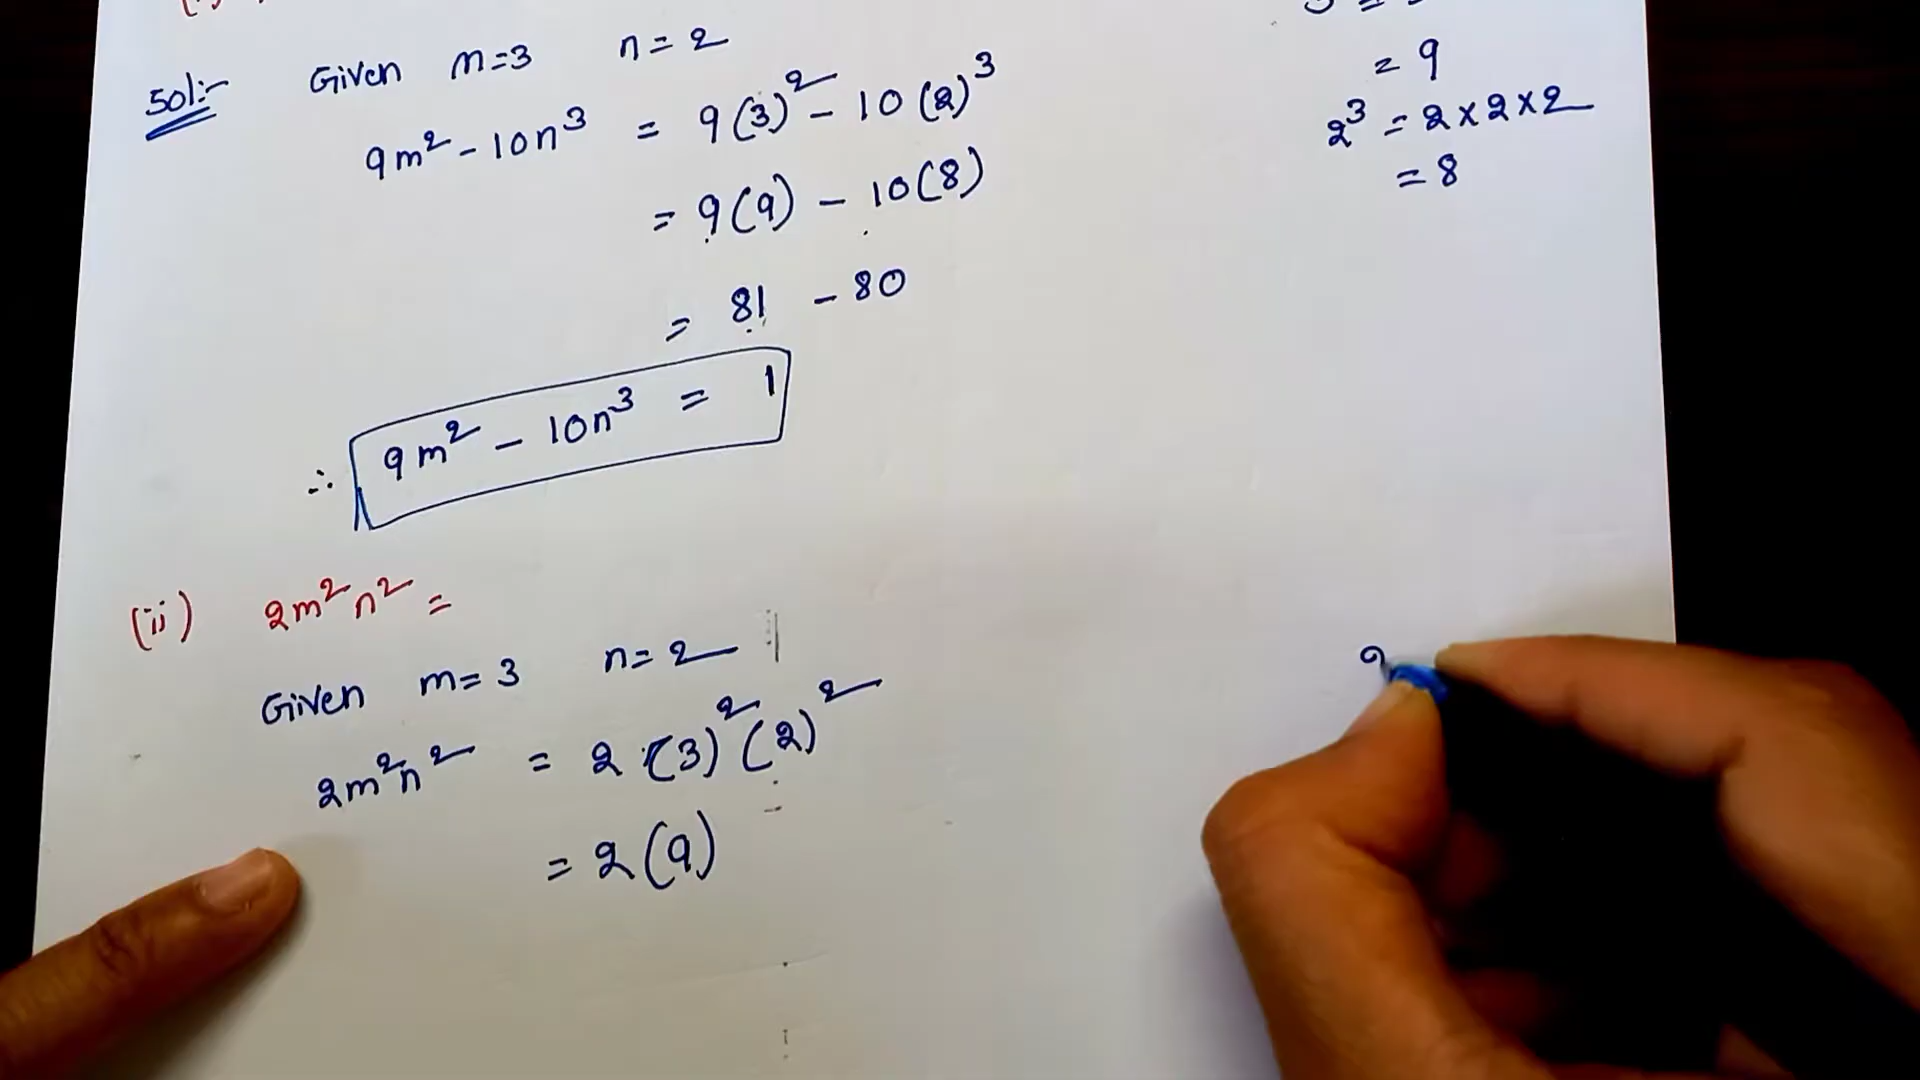 Sol:- Given m=3 n=2
9m² - 10n³ = 9(3)² - 10(2)³
= 9(9) - 10(8)
= 81 - 80
∴ 9m² - 10n³ = 1
= 9
2³ = 2×2×2
= 8
(ii) 2m²n² =
Given m=3 n=2
2m²n² = 2(3)²(2)²
= 2(9)